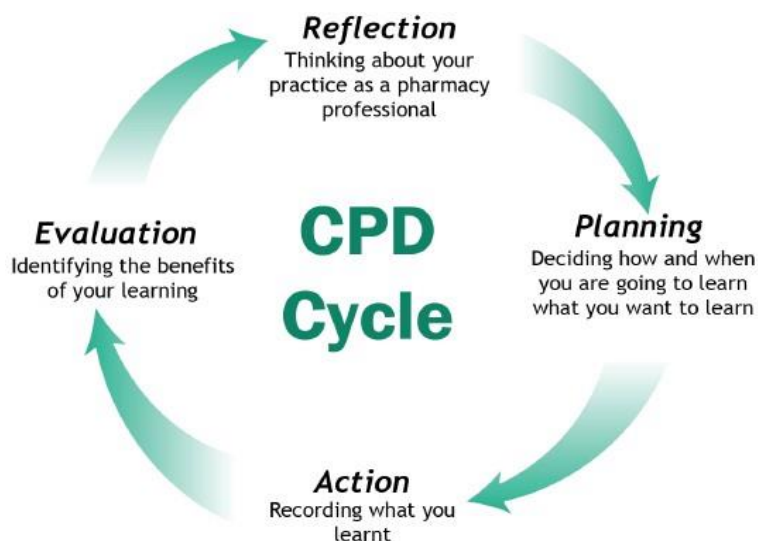 Reflection
Thinking about your
practice as a pharmacy
professional
Planning
Deciding how and when
you are going to learn
what you want to learn
Action
Recording what you
learnt
Evaluation
Identifying the benefits
of your learning
CPD
Cycle